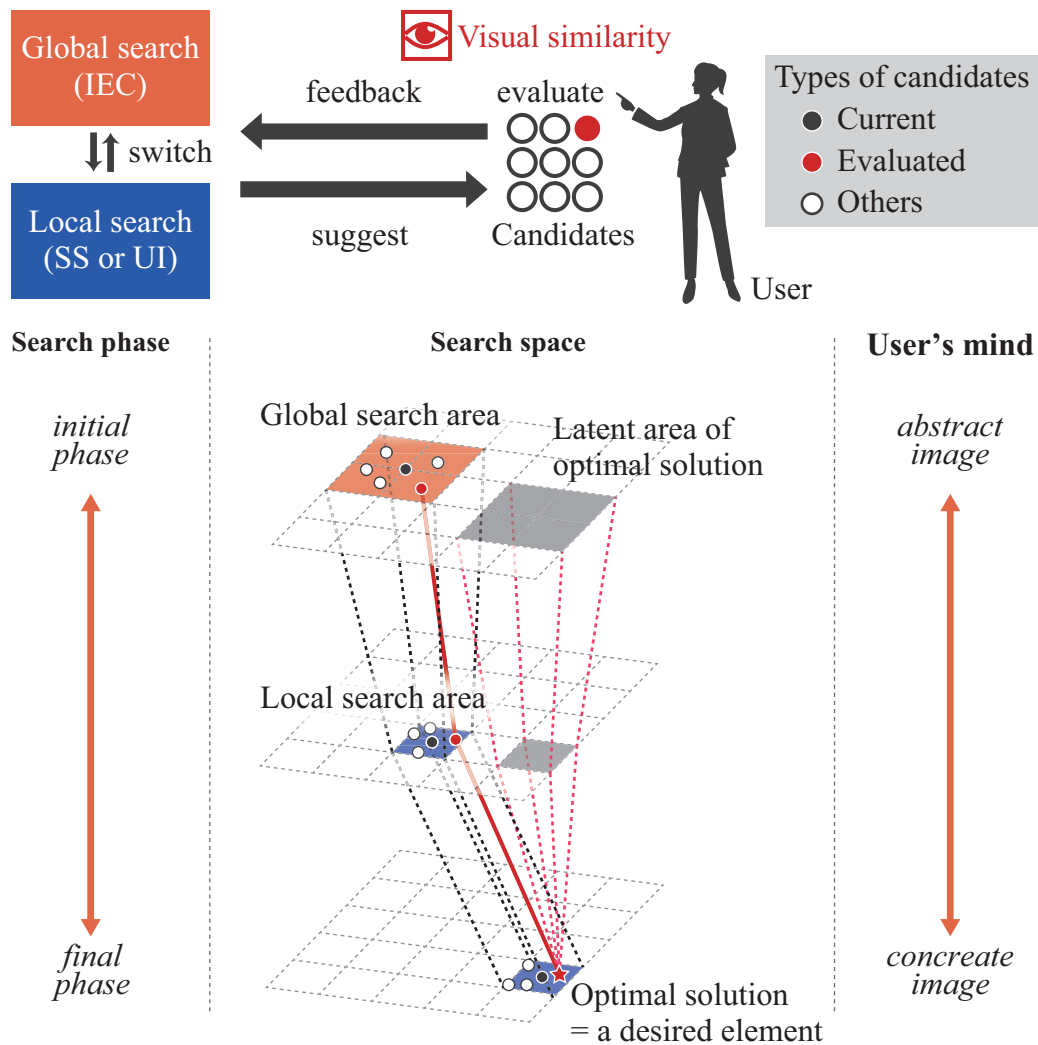 Visual similarity
Global search
(IEC)
switch
Local search
(SS or UI)
feedback
suggest
evaluate
Candidates
User
Types of candidates
Current
Evaluated
Others
Search phase
Search space
User's mind
initial
phase
final
phase
Global search area
Latent area of
optimal solution
Local search area
Optimal solution
= a desired element
abstract
image
concreate
image